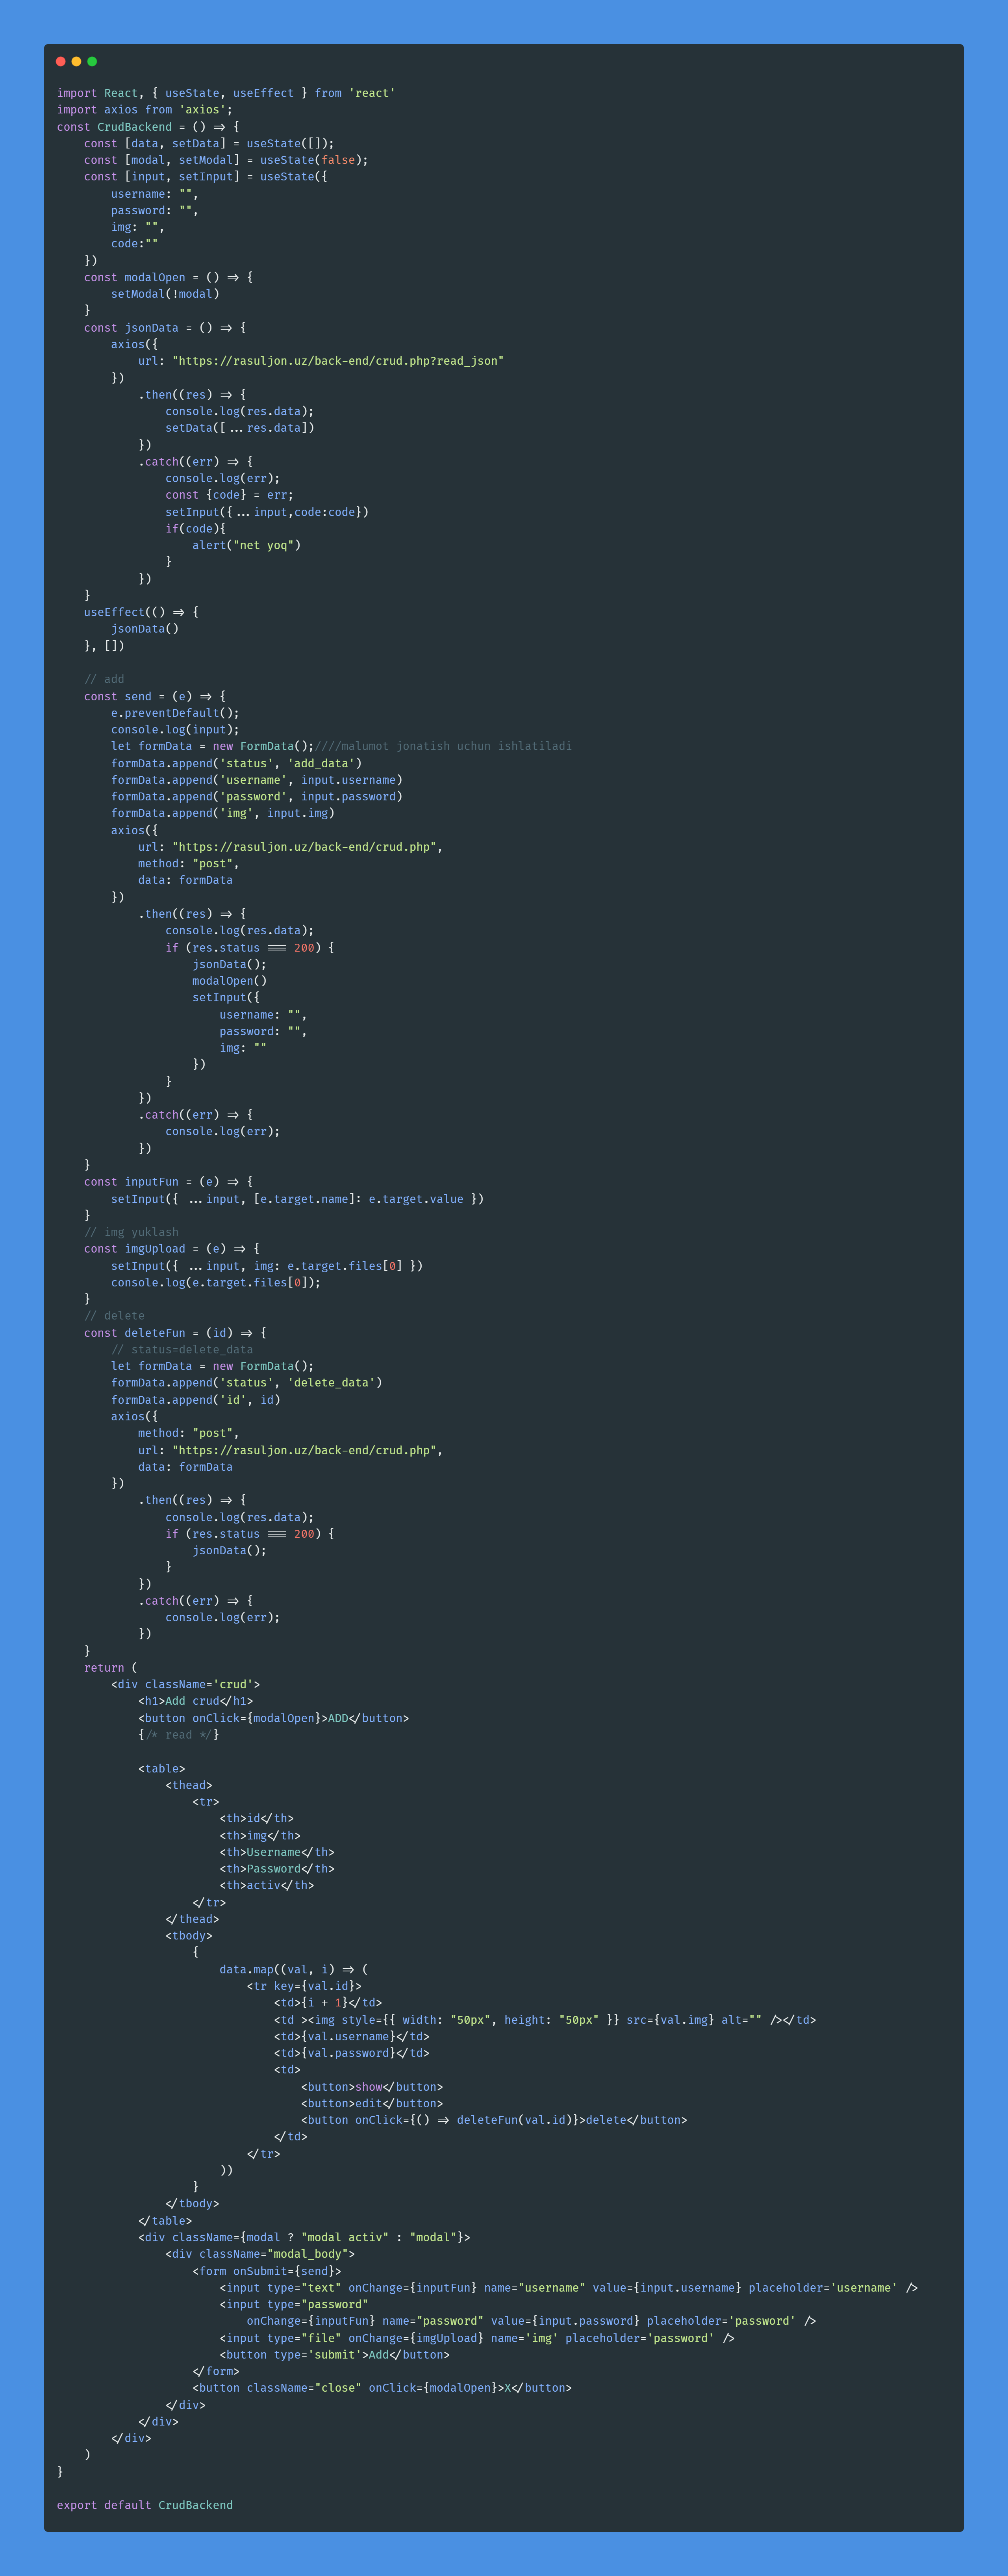 import React, { useState, useEffect } from 'react'
import axios from 'axios';
const CrudBackend = () => {
    const [data, setData] = useState([]);
    const [modal, setModal] = useState(false);
    const [input, setInput] = useState({
        username: "",
        password: "",
        img: "",
        code:""
    })
    const modalOpen = () => {
        setModal(!modal)
    }
    const jsonData = () => {
        axios({
            url: "https://rasuljon.uz/back-end/crud.php?read_json"
        })
            .then((res) => {
                console.log(res.data);
                setData([...res.data])
            })
            .catch((err) => {
                console.log(err);
                const {code} = err;
                setInput({...input,code:code})
                if(code){
                    alert("net yoq")
                }
            })
    }
    useEffect(() => {
        jsonData()
    }, [])

    // add
    const send = (e) => {
        e.preventDefault();
        console.log(input);
        let formData = new FormData();////malumot jonatish uchun ishlatiladi
        formData.append('status', 'add_data')
        formData.append('username', input.username)
        formData.append('password', input.password)
        formData.append('img', input.img)
        axios({
            url: "https://rasuljon.uz/back-end/crud.php",
            method: "post",
            data: formData
        })
            .then((res) => {
                console.log(res.data);
                if (res.status === 200) {
                    jsonData();
                    modalOpen()
                    setInput({
                        username: "",
                        password: "",
                        img: ""
                    })
                }
            })
            .catch((err) => {
                console.log(err);
            })
    }
    const inputFun = (e) => {
        setInput({ ...input, [e.target.name]: e.target.value })
    }
    // img yuklash
    const imgUpload = (e) => {
        setInput({ ...input, img: e.target.files[0] })
        console.log(e.target.files[0]);
    }
    // delete
    const deleteFun = (id) => {
        // status=delete_data
        let formData = new FormData();
        formData.append('status', 'delete_data')
        formData.append('id', id)
        axios({
            method: "post",
            url: "https://rasuljon.uz/back-end/crud.php",
            data: formData
        })
            .then((res) => {
                console.log(res.data);
                if (res.status === 200) {
                    jsonData();
                }
            })
            .catch((err) => {
                console.log(err);
            })
    }
    return (
        <div className='crud'>
            <h1>Add crud</h1>
            <button onClick={modalOpen}>ADD</button>
            {/* read */}

            <table>
                <thead>
                    <tr>
                        <th>id</th>
                        <th>img</th>
                        <th>Username</th>
                        <th>Password</th>
                        <th>activ</th>
                    </tr>
                </thead>
                <tbody>
                    {
                        data.map((val, i) => (
                            <tr key={val.id}>
                                <td>{i + 1}</td>
                                <td ><img style={{ width: "50px", height: "50px" }} src={val.img} alt="" /></td>
                                <td>{val.username}</td>
                                <td>{val.password}</td>
                                <td>
                                    <button>show</button>
                                    <button>edit</button>
                                    <button onClick={() => deleteFun(val.id)}>delete</button>
                                </td>
                            </tr>
                        ))
                    }
                </tbody>
            </table>
            <div className={modal ? "modal activ" : "modal"}>
                <div className="modal_body">
                    <form onSubmit={send}>
                        <input type="text" onChange={inputFun} name="username" value={input.username} placeholder='username' />
                        <input type="password"
                            onChange={inputFun} name="password" value={input.password} placeholder='password' />
                        <input type="file" onChange={imgUpload} name='img' placeholder='password' />
                        <button type='submit'>Add</button>
                    </form>
                    <button className="close" onClick={modalOpen}>X</button>
                </div>
            </div>
        </div>
    )
}

export default CrudBackend